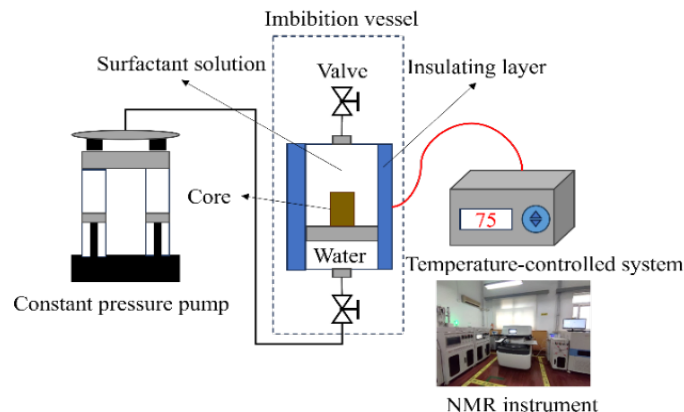 Imbibition vessel
Surfactant solution
Valve
Insulating layer
Core
75
Water
Temperature-controlled system
Constant pressure pump
NMR instrument